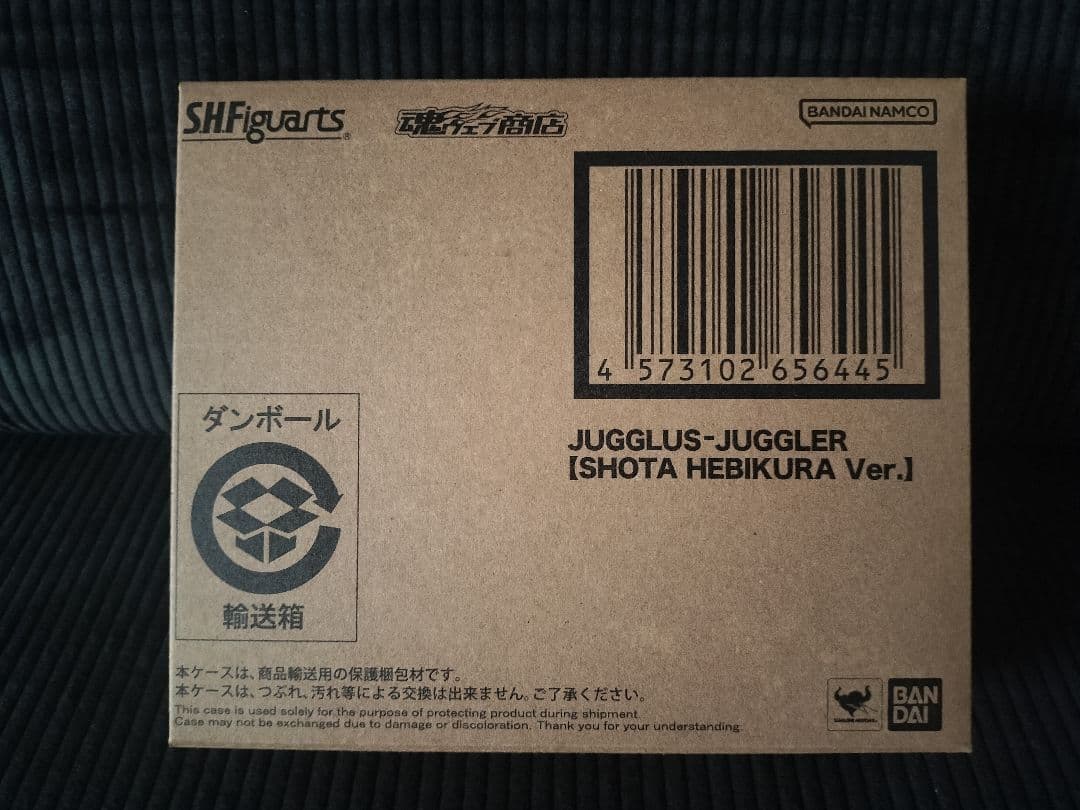 S.H.Figuarts®
魂ウェブ商店
BANDAI NAMCO
4 573102 656445
JUGGLUS-JUGGLER
【SHOTA HEBIKURA Ver.】
ダンボール
輸送箱
本ケースは、商品輸送用の保護梱包材です。
本ケースは、つぶれ、汚れ等による交換は出来ません。ご了承ください。
This case is used solely for the purpose of protecting product during shipment.
Case may not be exchanged due to damage or discoloration. Thank you for your understanding.
BAN
DAI